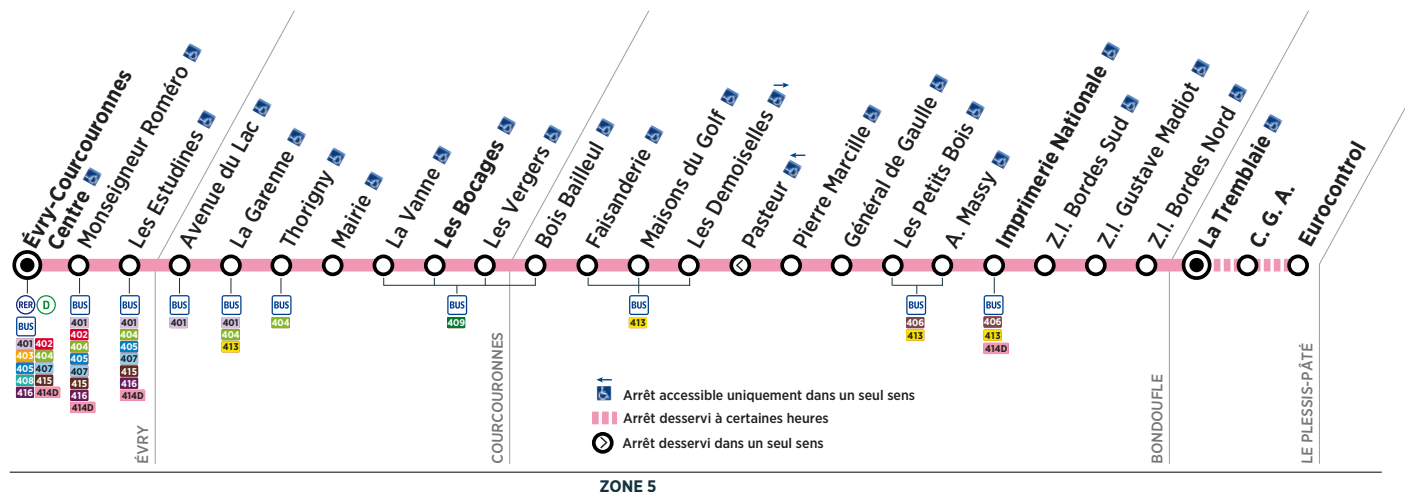 Évry-Courcouronnes
Centre
Monseigneur Roméro
Les Estudines
Avenue du Lac
La Garenne
Thorigny
Mairie
La Vanne
Les Bocages
Les Vergers
Bois Bailleul
Faisanderie
Maisons du Golf
Les Demoiselles
Pasteur
Pierre Marcille
Général de Gaulle
Les Petits Bois
A. Massy
Imprimerie Nationale
Z.I. Bordes Sud
Z.I. Gustave Madiot
Z.I. Bordes Nord
La Tremblaie
C. G. A.
Eurocontrol
RER D
BUS
401 402
403 404
405 407
408 415
416 414D
BUS
401
402
404
405
407
415
416
414D
BUS
401
404
405
407
415
416
414D
BUS
401
BUS
401
404
413
BUS
404
BUS
409
BUS
413
BUS
406
413
BUS
406
413
414D
ÉVRY
COURCOURONNES
BONDOUFLE
LE PLESSIS-PÂTÉ
Arrêt accessible uniquement dans un seul sens
Arrêt desservi à certaines heures
Arrêt desservi dans un seul sens
ZONE 5